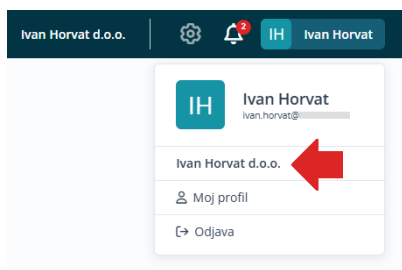 Ivan Horvat d.o.o.
2
IH
Ivan Horvat
IH
Ivan Horvat
ivan.horvat@
Ivan Horvat d.o.o.
Moj profil
Odjava